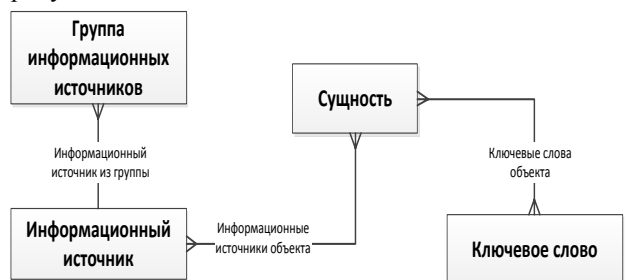 Группа
информационных
источников
Сущность
Информационный
источник из группы
Ключевые слова
объекта
Информационный
источник
Информационные
источники объекта
Ключевое слово